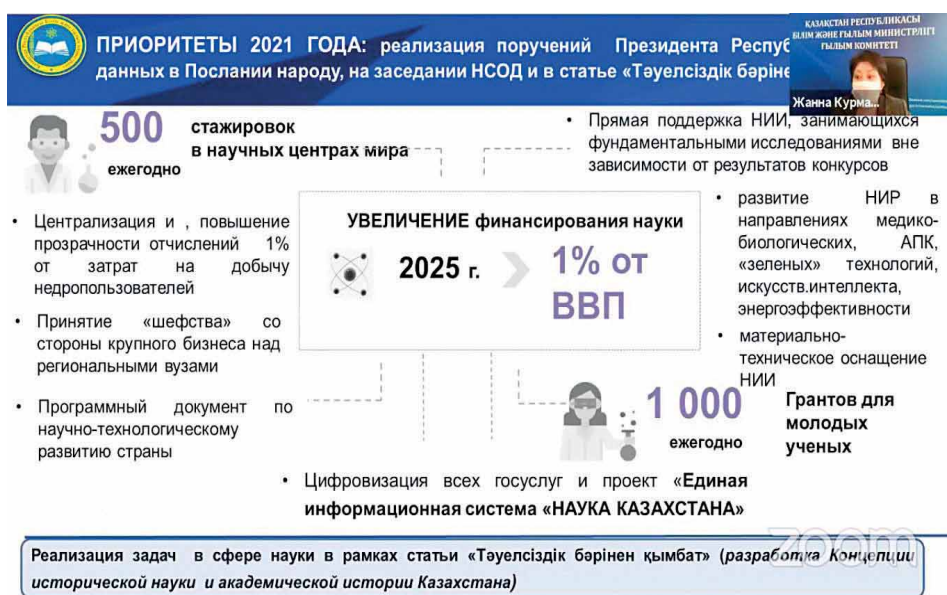 ПРИОРИТЕТЫ 2021 ГОДА: реализация поручений Президента
данных в Послании народу, на заседании НСОД и в статье «Тәуелсіздік
ҚАЗАҚСТАН РЕСПУБЛИКАСЫ
БІЛІМ ЖӘНЕ ҒЫЛЫМ МИНИСТРЛІГІ
ҒЫЛЫМ КОМИТЕТІ
Жанна Курма...
500
ежегодно
стажировок
в научных центрах мира
• Прямая поддержка НИИ, занимающихся
фундаментальными исследованиями вне
зависимости от результатов конкурсов
• Централизация и , повышение
прозрачности отчислений 1%
от затрат на добычу
недропользователей
• Принятие «шефства» со
стороны крупного бизнеса над
региональными вузами
• Программный документ по
научно-технологическому
развитию страны
УВЕЛИЧЕНИЕ финансирования науки
2025 г.
1% от
ВВП
• развитие НИР в
направлениях медико-
биологических, АПК,
«зеленых» технологий,
искусств.интеллекта,
энергоэффективности
• материально-
техническое оснащение
НИИ
1 000
ежегодно
Грантов для
молодых
ученых
• Цифровизация всех госуслуг и проект «Единая
информационная система «НАУКА КАЗАХСТАНА»
zoom
Реализация задач в сфере науки в рамках статьи «Тәуелсіздік бәрінен қымбат» (разработка Концепции
исторической науки и академической истории Казахстана)